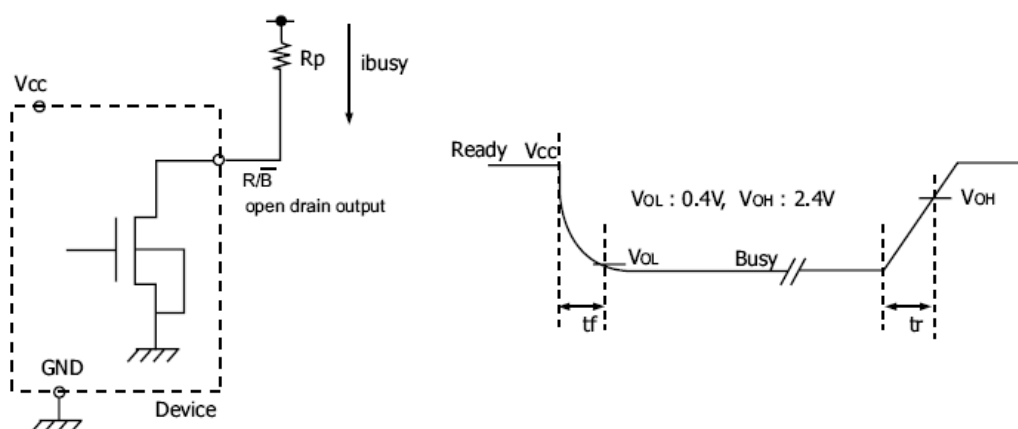 Rp
ibusy
Vcc
R/B̅
open drain output
GND
Device
Ready Vcc
VOL : 0.4V, VOH : 2.4V
VOH
VOL
Busy
tf
tr